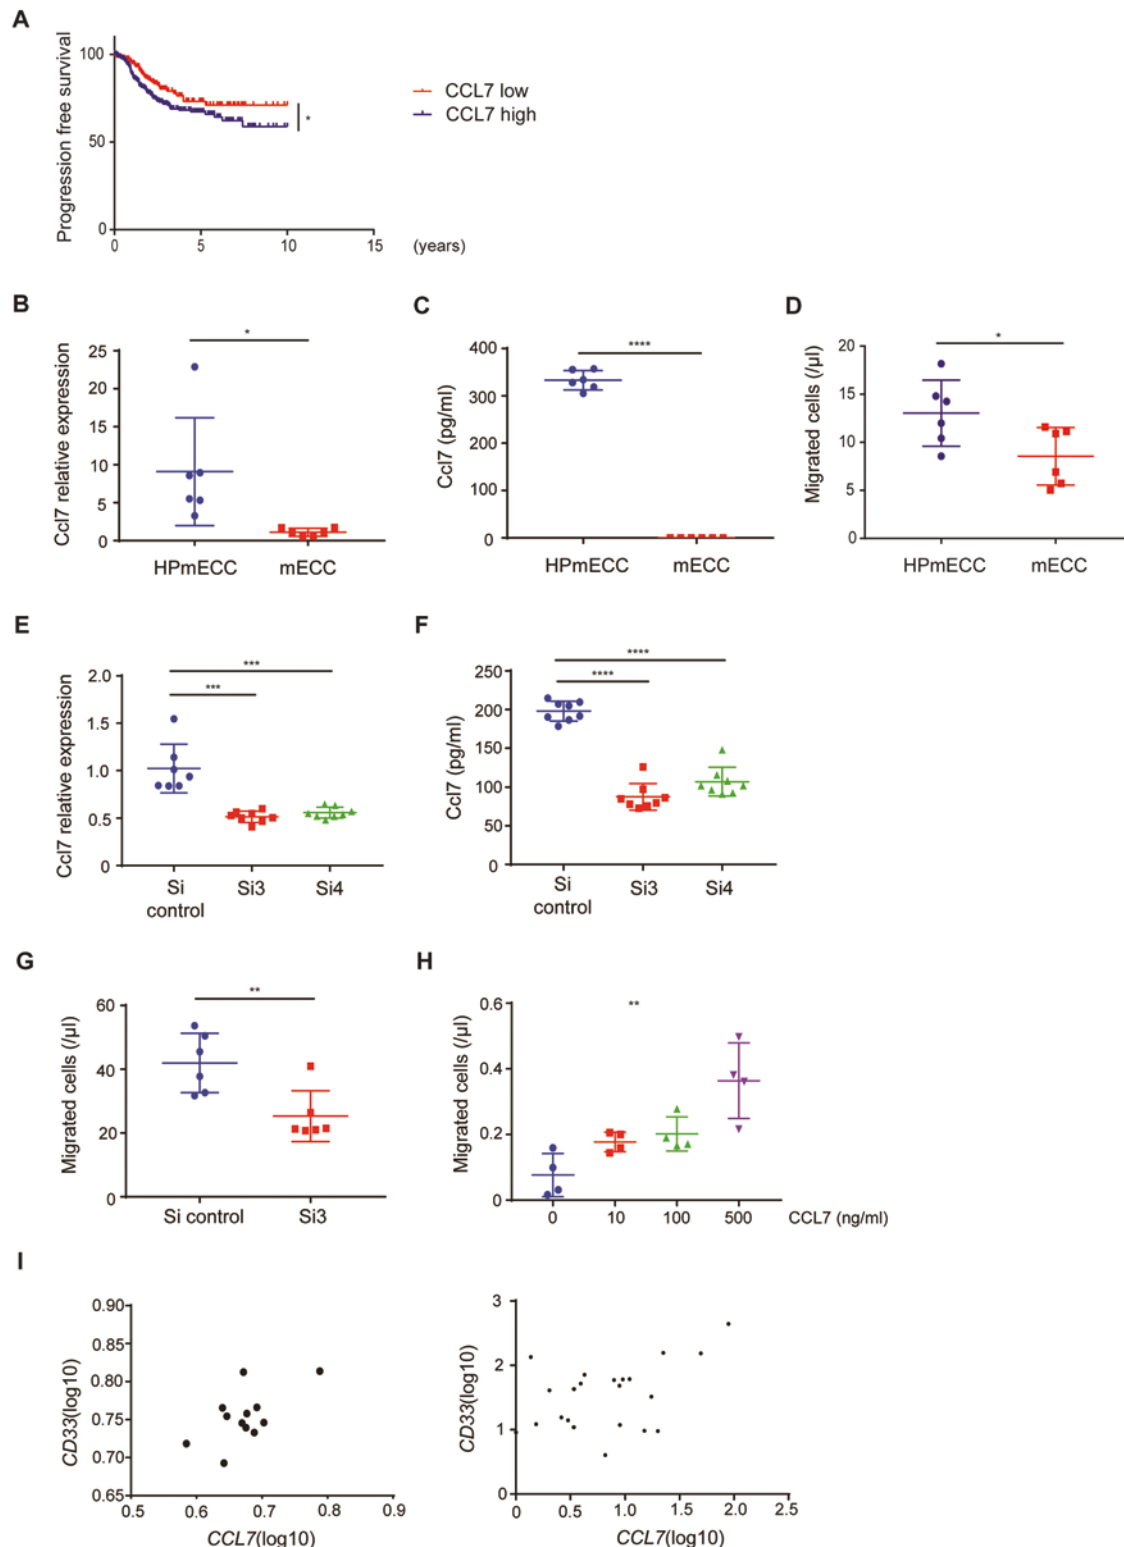 A
Progression free survival
100
50
0
0 5 10 15 (years)
CCL7 low
CCL7 high
*
B
Ccl7 relative expression
25
20
15
10
5
0
*
HPmECC mECC
C
Ccl7 (pg/ml)
400
300
200
100
0
****
HPmECC mECC
D
Migrated cells (/µl)
20
15
10
5
0
*
HPmECC mECC
E
Ccl7 relative expression
2.0
1.5
1.0
0.5
0
***
***
Si control Si3 Si4
F
Ccl7 (pg/ml)
250
200
150
100
50
0
****
****
Si control Si3 Si4
G
Migrated cells (/µl)
60
40
20
0
**
Si control Si3
H
Migrated cells (/µl)
0.6
0.4
0.2
0
**
0 10 100 500 CCL7 (ng/ml)
I
CD33(log10)
0.90
0.85
0.80
0.75
0.70
0.65
0.5 0.6 0.7 0.8 0.9
CCL7(log10)
CD33(log10)
3
2
1
0
0 0.5 1.0 1.5 2.0 2.5
CCL7(log10)